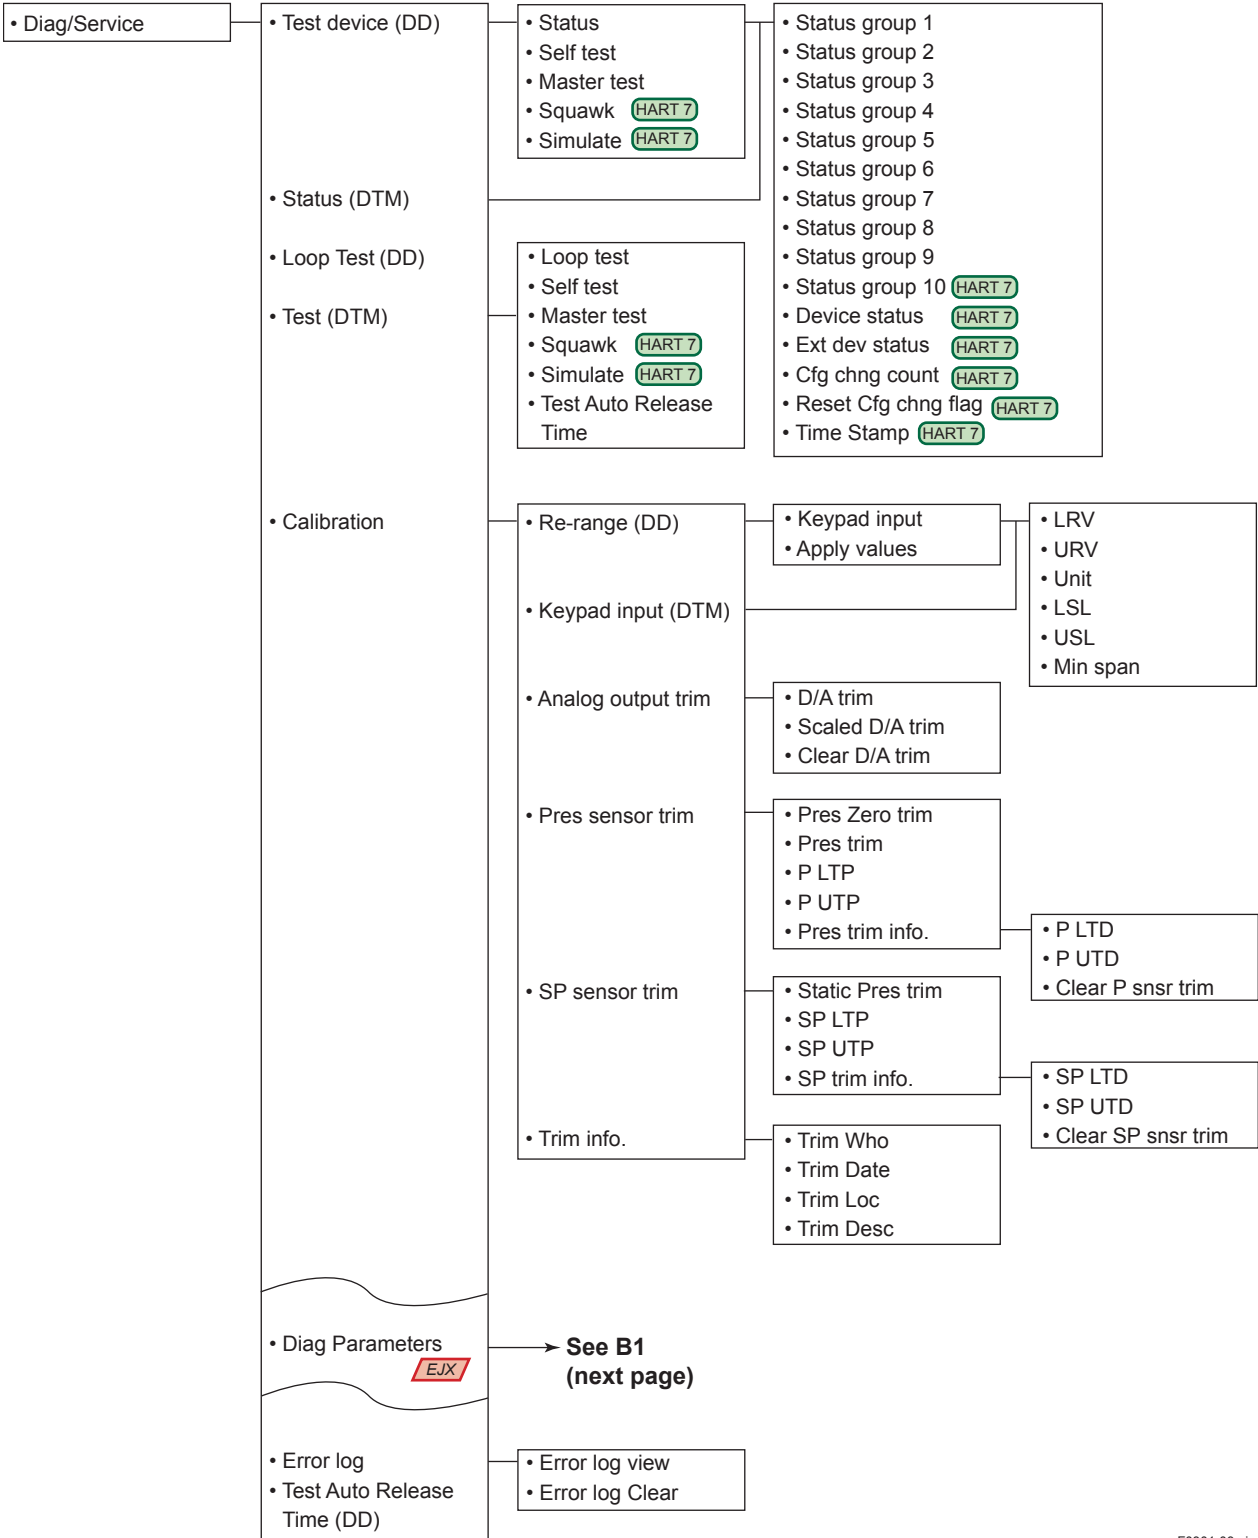 • Diag/Service
• Test device (DD)
• Status (DTM)
• Loop Test (DD)
• Test (DTM)
• Calibration
• Diag Parameters
EJX
• Error log
• Test Auto Release
Time (DD)
• Status
• Self test
• Master test
• Squawk HART 7
• Simulate HART 7
• Status group 1
• Status group 2
• Status group 3
• Status group 4
• Status group 5
• Status group 6
• Status group 7
• Status group 8
• Status group 9
• Status group 10 HART 7
• Device status HART 7
• Ext dev status HART 7
• Cfg chng count HART 7
• Reset Cfg chng flag HART 7
• Time Stamp HART 7
• Loop test
• Self test
• Master test
• Squawk HART 7
• Simulate HART 7
• Test Auto Release
Time
• Re-range (DD)
• Keypad input (DTM)
• Analog output trim
• Pres sensor trim
• SP sensor trim
• Trim info.
• Keypad input
• Apply values
• LRV
• URV
• Unit
• LSL
• USL
• Min span
• D/A trim
• Scaled D/A trim
• Clear D/A trim
• Pres Zero trim
• Pres trim
• P LTP
• P UTP
• Pres trim info.
• P LTD
• P UTD
• Clear P snsr trim
• Static Pres trim
• SP LTP
• SP UTP
• SP trim info.
• SP LTD
• SP UTD
• Clear SP snsr trim
• Trim Who
• Trim Date
• Trim Loc
• Trim Desc
See B1
(next page)
• Error log view
• Error log Clear